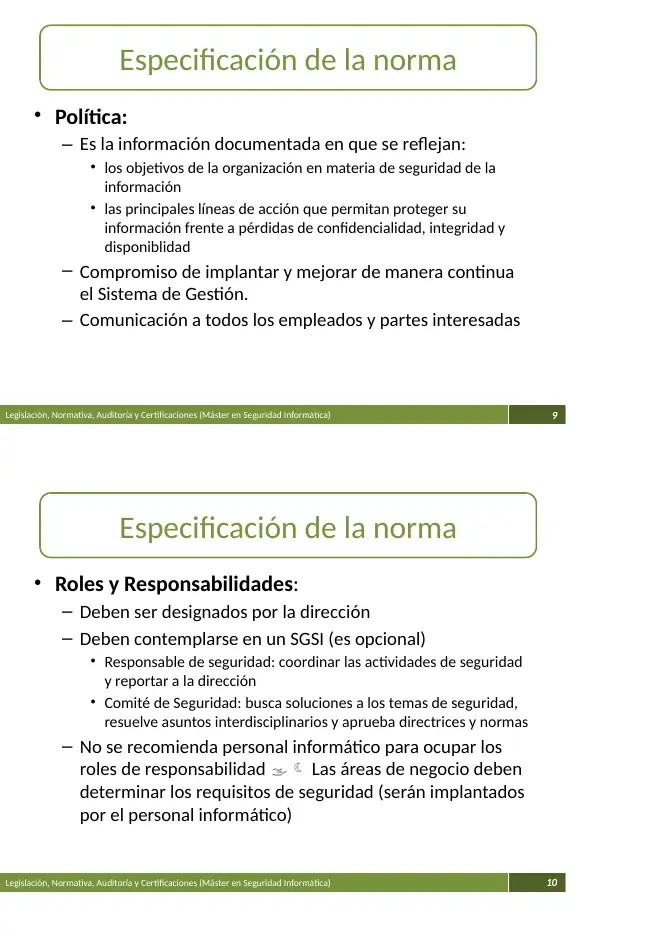 Especificación de la norma
• Política:
– Es la información documentada en que se reflejan:
• los objetivos de la organización en materia de seguridad de la
información
• las principales líneas de acción que permitan proteger su
información frente a pérdidas de confidencialidad, integridad y
disponiblidad
– Compromiso de implantar y mejorar de manera continua
el Sistema de Gestión.
– Comunicación a todos los empleados y partes interesadas
Legislación, Normativa, Auditoría y Certificaciones (Máster en Seguridad Informàtica)
9
Especificación de la norma
• Roles y Responsabilidades:
– Deben ser designados por la dirección
– Deben contemplarse en un SGSI (es opcional)
• Responsable de seguridad: coordinar las actividades de seguridad
y reportar a la dirección
• Comité de Seguridad: busca soluciones a los temas de seguridad,
resuelve asuntos interdisciplinarios y aprueba directrices y normas
– No se recomienda personal informático para ocupar los
roles de responsabilidad Las áreas de negocio deben
determinar los requisitos de seguridad (serán implantados
por el personal informático)
Legislación, Normativa, Auditoría y Certificaciones (Máster en Seguridad Informàtica)
10